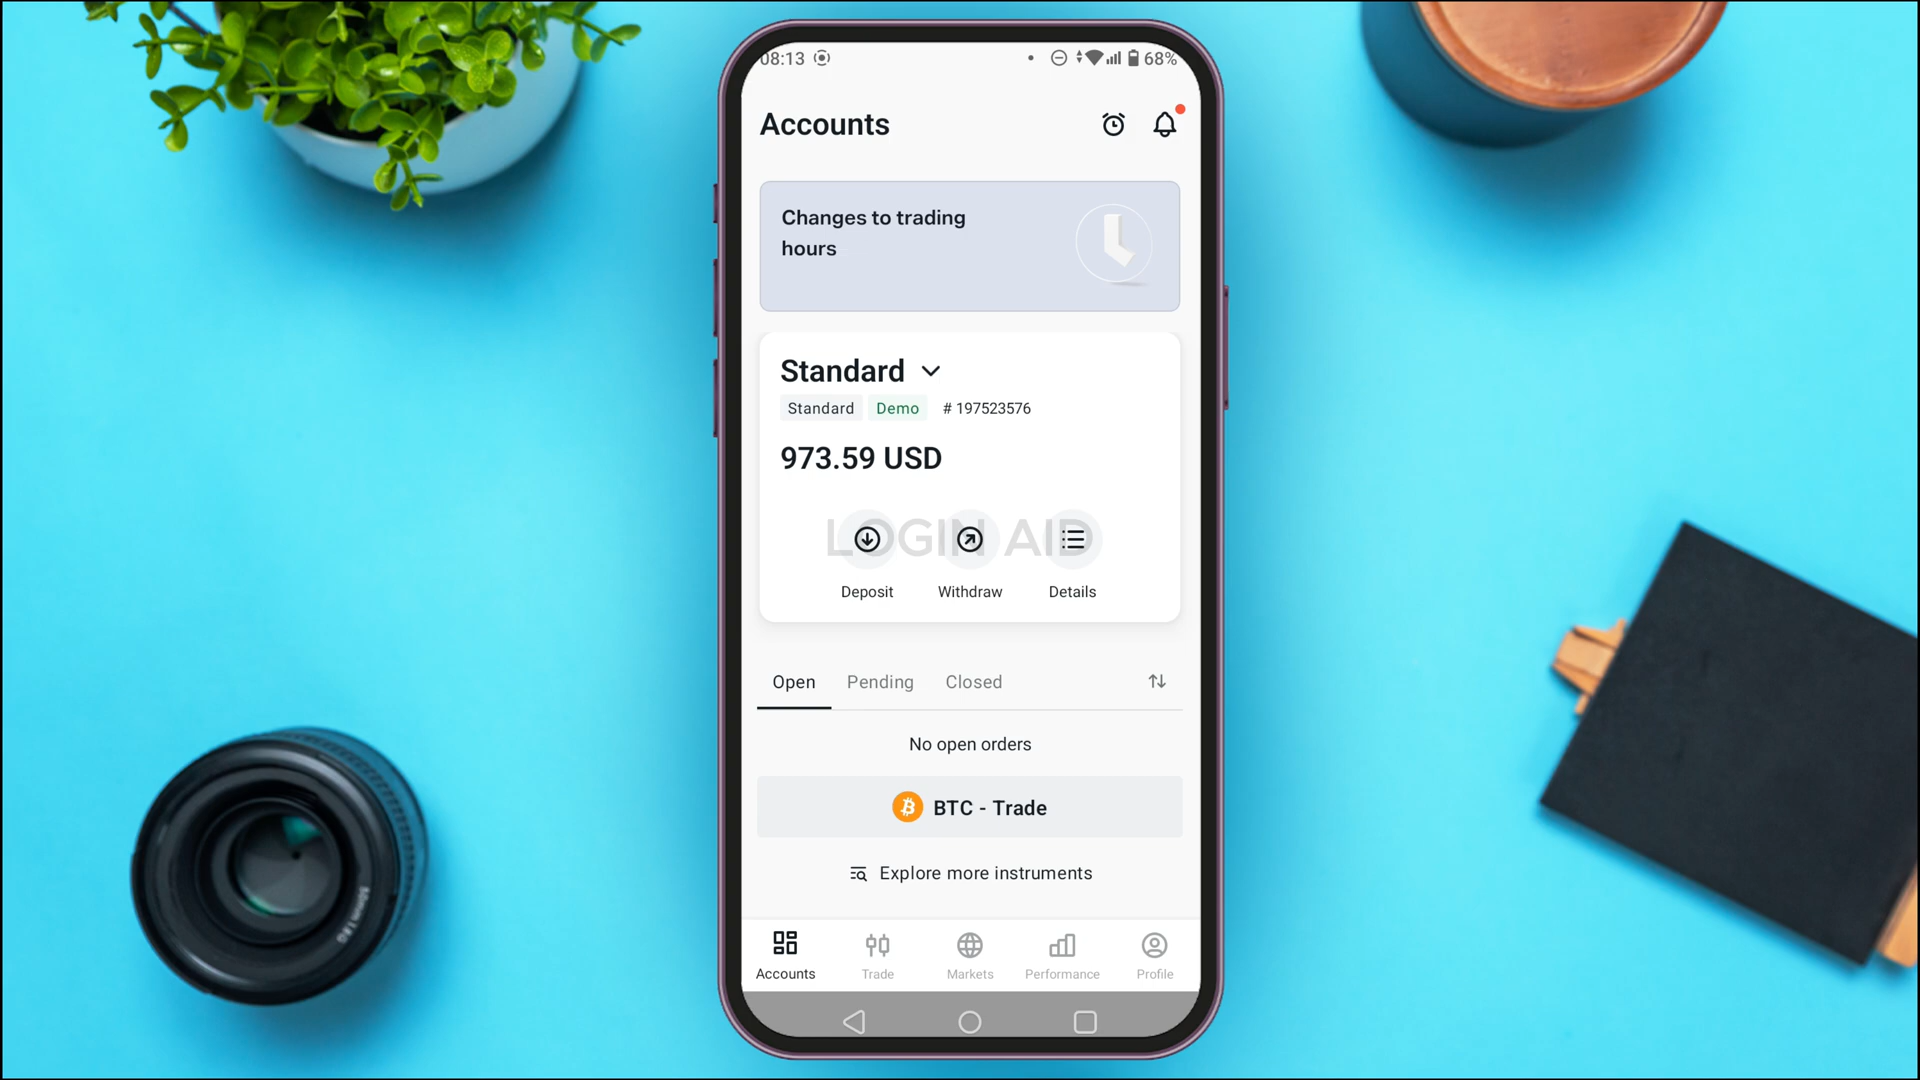 08:13
68%
Accounts
Changes to trading
hours
Standard
Standard Demo # 197523576
973.59 USD
LOGIN AID
Deposit Withdraw Details
Open Pending Closed
No open orders
BTC - Trade
Explore more instruments
Accounts Trade Markets Performance Profile